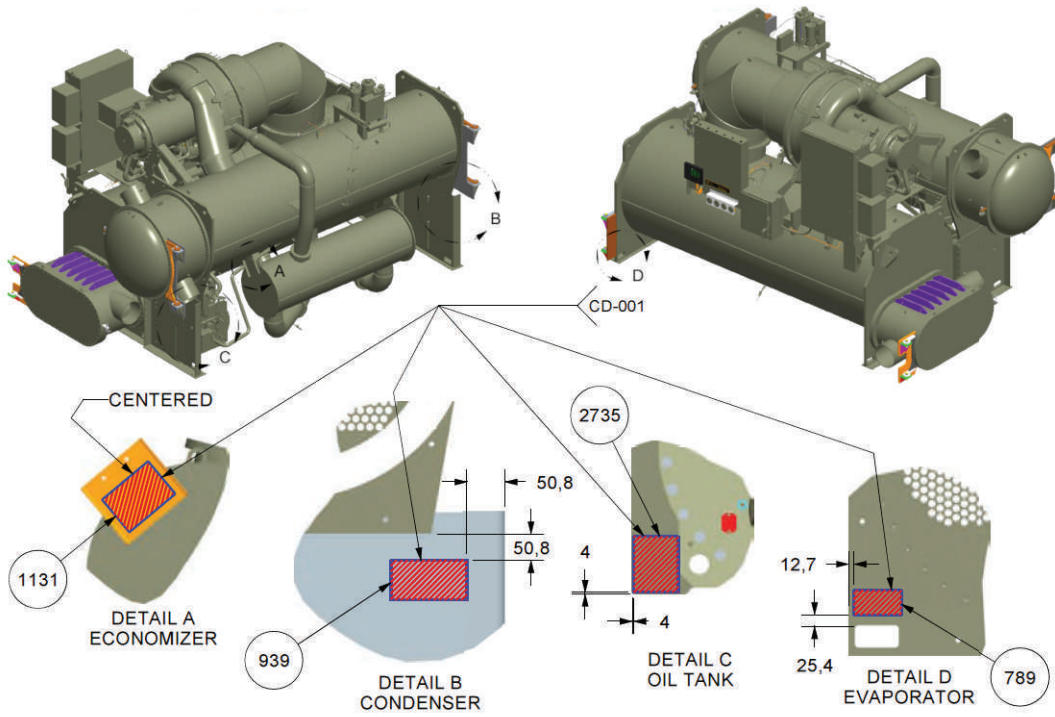 B
A
C
D
CD-001
CENTERED
1131
DETAIL A
ECONOMIZER
50,8
50,8
939
DETAIL B
CONDENSER
2735
4
4
DETAIL C
OIL TANK
12,7
25,4
789
DETAIL D
EVAPORATOR